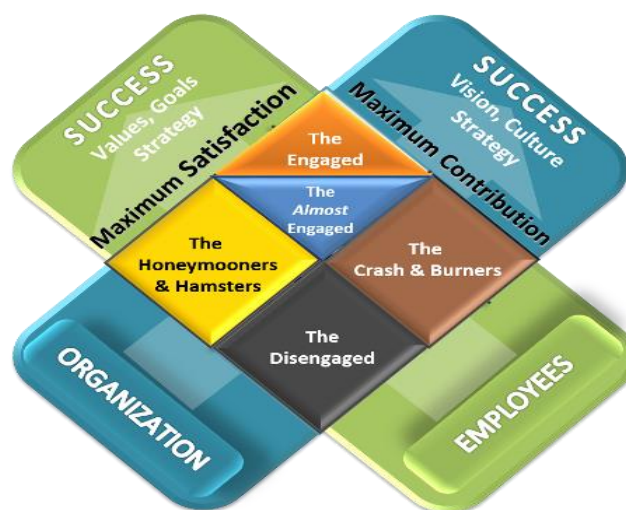 SUCCESS
Values, Goals
Strategy
Maximum Satisfaction
SUCCESS
Vision, Culture
Strategy
Maximum Contribution
The
Engaged
The
Almost
Engaged
The
Honeymooners
& Hamsters
The
Crash & Burners
The
Disengaged
ORGANIZATION
EMPLOYEES